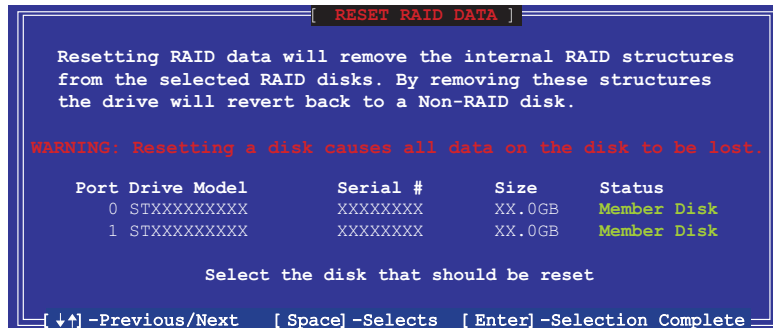 [ RESET RAID DATA ]
Resetting RAID data will remove the internal RAID structures
from the selected RAID disks. By removing these structures
the drive will revert back to a Non-RAID disk.
WARNING: Resetting a disk causes all data on the disk to be lost.
Port Drive Model Serial # Size Status
0 STXXXXXXXXX XXXXXXXX XX.0GB Member Disk
1 STXXXXXXXXX XXXXXXXX XX.0GB Member Disk
Select the disk that should be reset
[↓↑]-Previous/Next [Space]-Selects [Enter]-Selection Complete